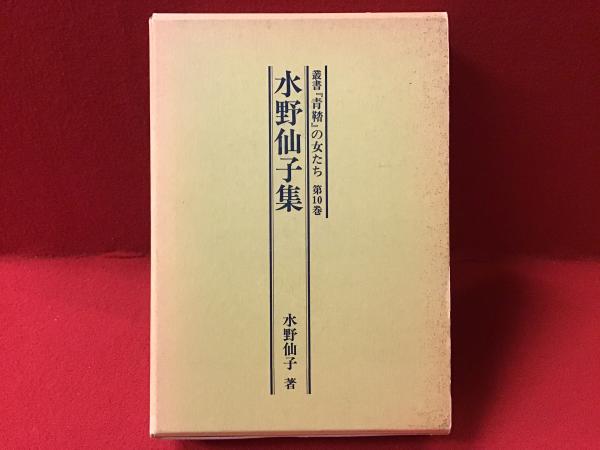 叢書『青鞜』の女たち 第10巻
水野仙子集
水野仙子 著